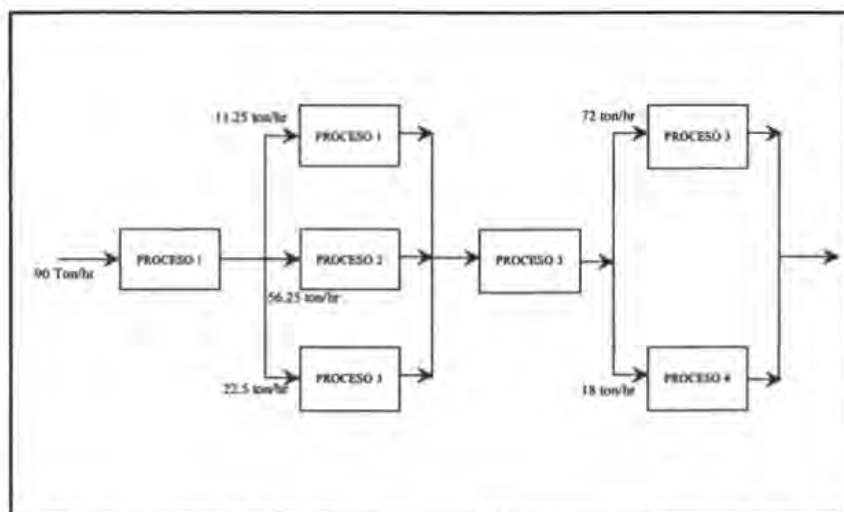 11.25 ton/hr
PROCESO 1
72 ton/hr
PROCESO 3
90 Ton/hr
PROCESO 1
PROCESO 2
56.25 ton/hr
PROCESO 3
22.5 ton/hr
PROCESO 3
18 ton/hr
PROCESO 4